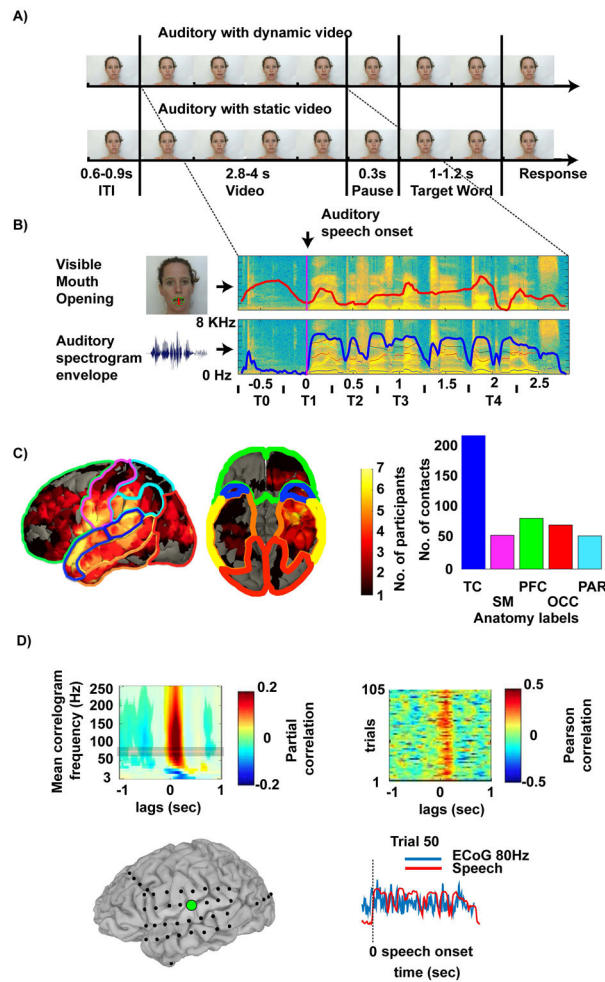 A)
Auditory with dynamic video
Auditory with static video
0.6-0.9s
ITI
2.8-4 s
Video
0.3s
Pause
1-1.2 s
Target Word
Response
B)
Auditory
speech onset
Visible
Mouth
Opening
8 KHz
Auditory
spectrogram
envelope
0 Hz
-0.5 0 0.5 1 1.5 2 2.5
T0 T1 T2 T3 T4
C)
7
6
5
4
3
2
1
No. of participants
No. of contacts
200
150
100
50
0
TC PFC PAR
SM OCC
Anatomy labels
D)
Mean correlogram
frequency (Hz)
250
200
150
100
50
3
-1 0 1
lags (sec)
0.2
0
-0.2
Partial
correlation
trials
105
1
-1 0 1
lags (sec)
0.5
0
-0.5
Pearson
correlation
Trial 50
ECoG 80Hz
Speech
0 speech onset
time (sec)